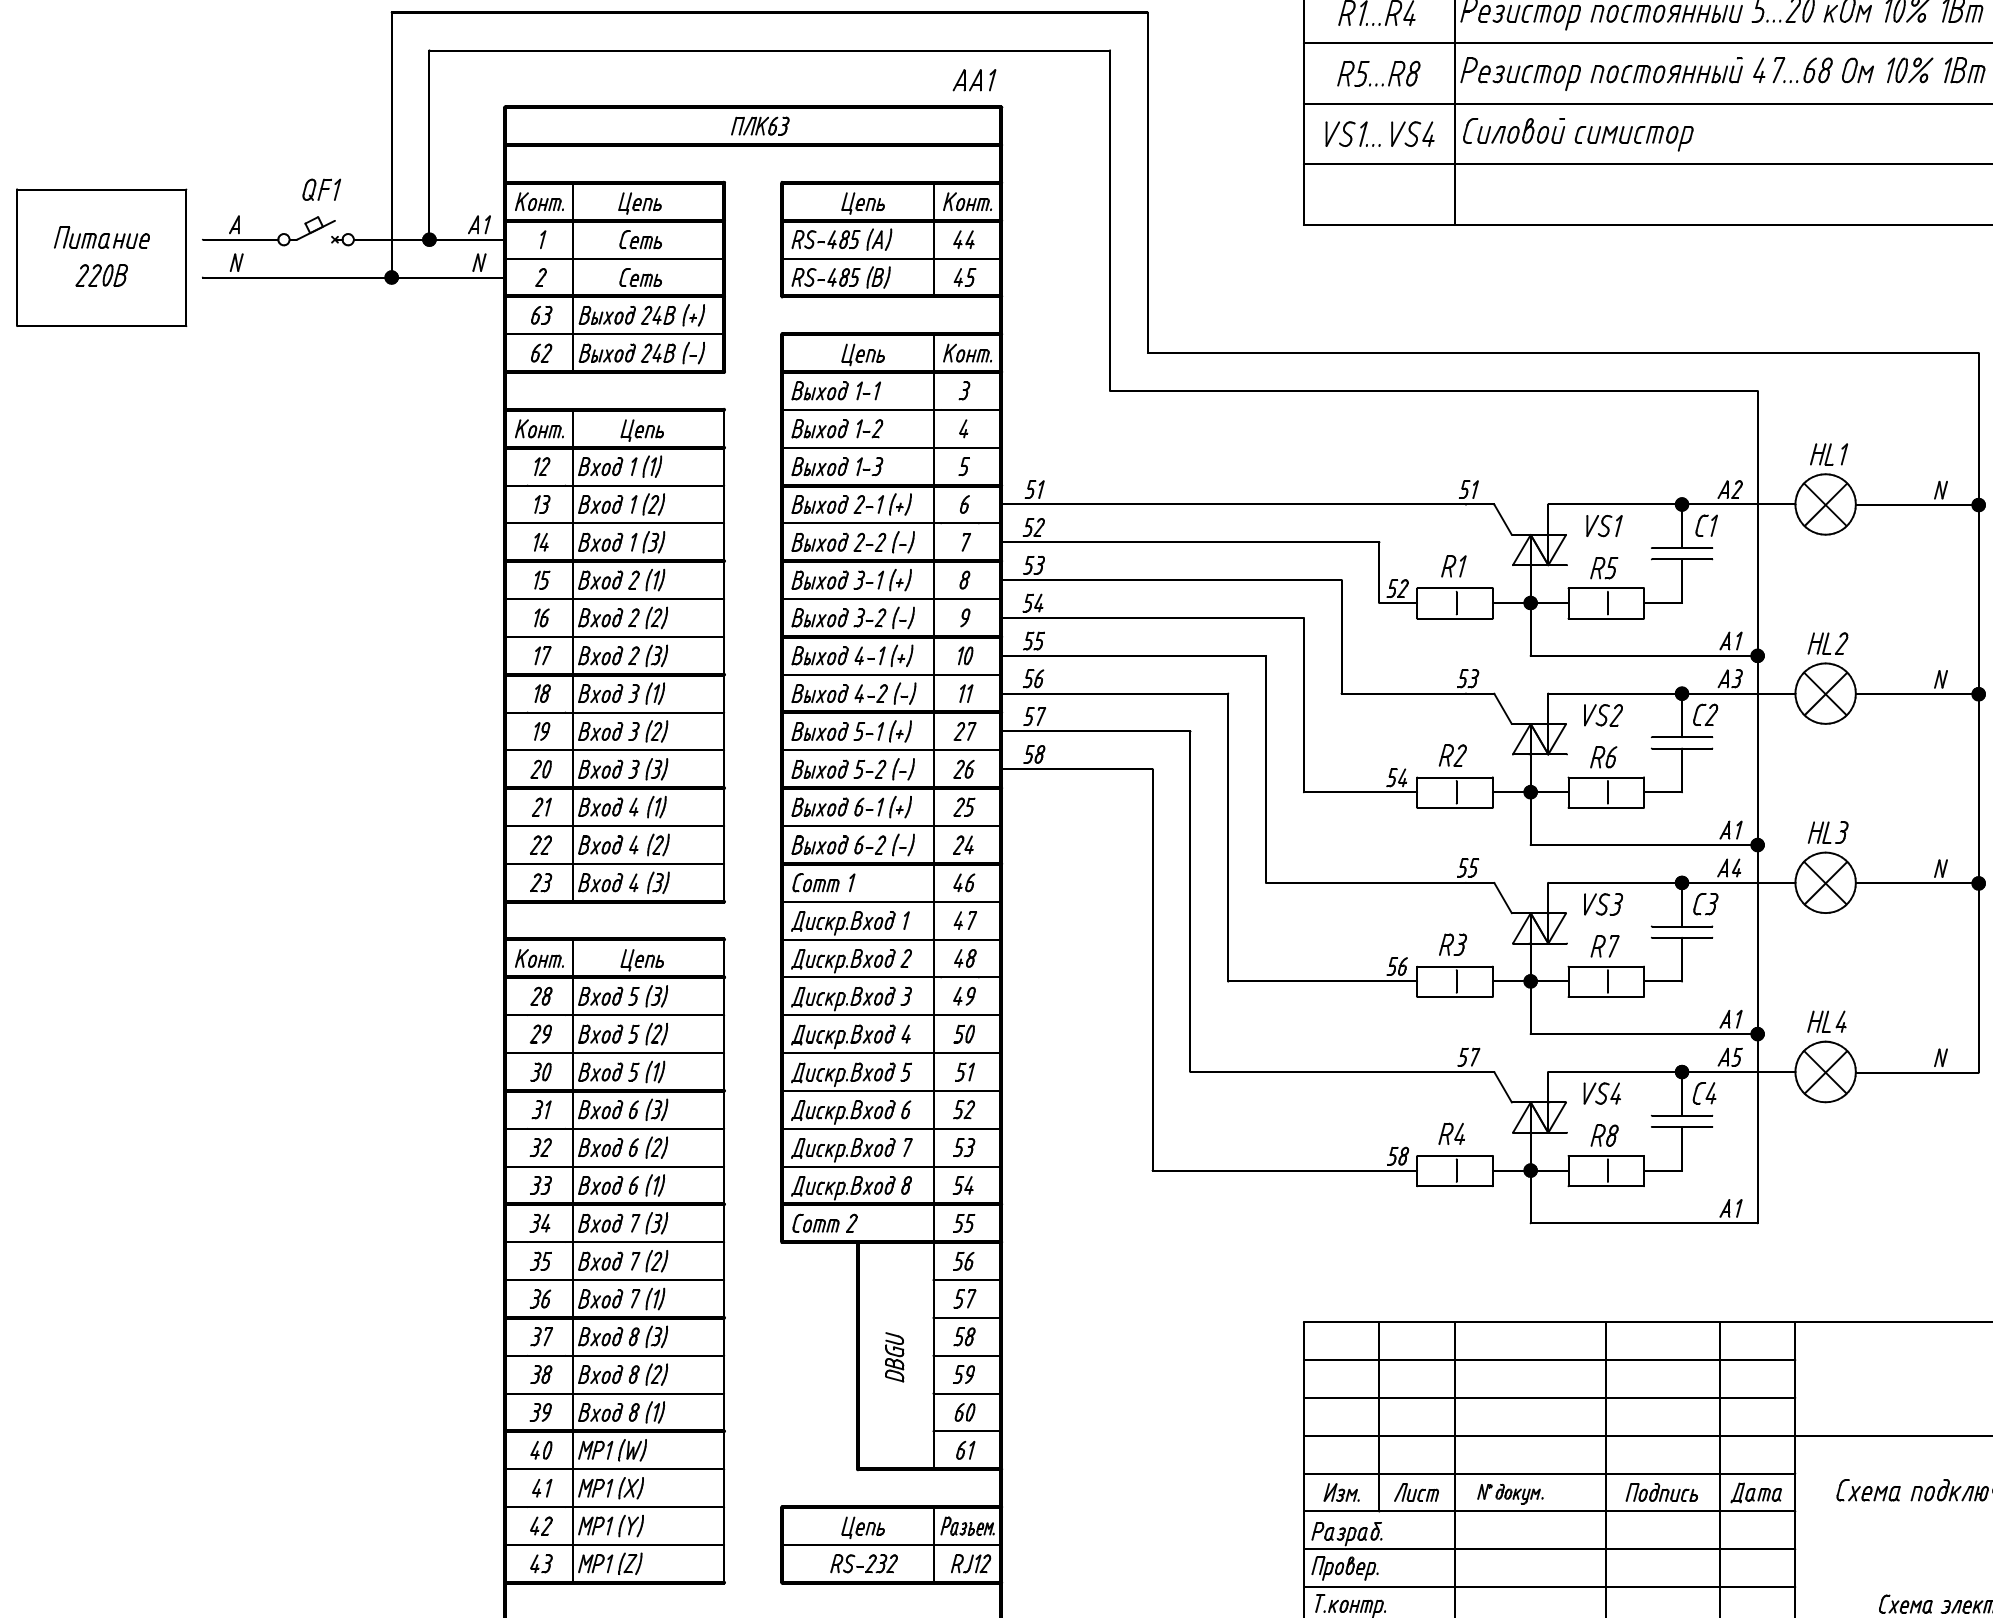 R1...R4 Резистор постоянный 5...20 кОм 10% 1Вт
R5...R8 Резистор постоянный 47...68 Ом 10% 1Вт
VS1...VS4 Силовой симистор
АА1
ПЛК63
Питание
220В
QF1
A
N
A1
N
Конт. Цепь
1 Сеть
2 Сеть
63 Выход 24В (+)
62 Выход 24В (-)
Конт. Цепь
12 Вход 1 (1)
13 Вход 1 (2)
14 Вход 1 (3)
15 Вход 2 (1)
16 Вход 2 (2)
17 Вход 2 (3)
18 Вход 3 (1)
19 Вход 3 (2)
20 Вход 3 (3)
21 Вход 4 (1)
22 Вход 4 (2)
23 Вход 4 (3)
Конт. Цепь
28 Вход 5 (3)
29 Вход 5 (2)
30 Вход 5 (1)
31 Вход 6 (3)
32 Вход 6 (2)
33 Вход 6 (1)
34 Вход 7 (3)
35 Вход 7 (2)
36 Вход 7 (1)
37 Вход 8 (3)
38 Вход 8 (2)
39 Вход 8 (1)
40 МР1 (W)
41 МР1 (X)
42 МР1 (Y)
43 МР1 (Z)
Цепь Конт.
RS-485 (A) 44
RS-485 (B) 45
Цепь Конт.
Выход 1-1 3
Выход 1-2 4
Выход 1-3 5
Выход 2-1 (+) 6
Выход 2-2 (-) 7
Выход 3-1 (+) 8
Выход 3-2 (-) 9
Выход 4-1 (+) 10
Выход 4-2 (-) 11
Выход 5-1 (+) 27
Выход 5-2 (-) 26
Выход 6-1 (+) 25
Выход 6-2 (-) 24
Comm 1 46
Дискр.Вход 1 47
Дискр.Вход 2 48
Дискр.Вход 3 49
Дискр.Вход 4 50
Дискр.Вход 5 51
Дискр.Вход 6 52
Дискр.Вход 7 53
Дискр.Вход 8 54
Comm 2 55
DBGU
56
57
58
59
60
61
Цепь Разъем.
RS-232 RJ12
51
52
53
54
55
56
57
58
51 VS1 C1 A2 HL1 N
52 R1 R5 A1
53 VS2 C2 A3 HL2 N
54 R2 R6 A1
55 VS3 C3 A4 HL3 N
56 R3 R7 A1
57 VS4 C4 A5 HL4 N
58 R4 R8 A1
Изм. Лист № докум. Подпись Дата
Разраб.
Провер.
Т.контр.
Схема